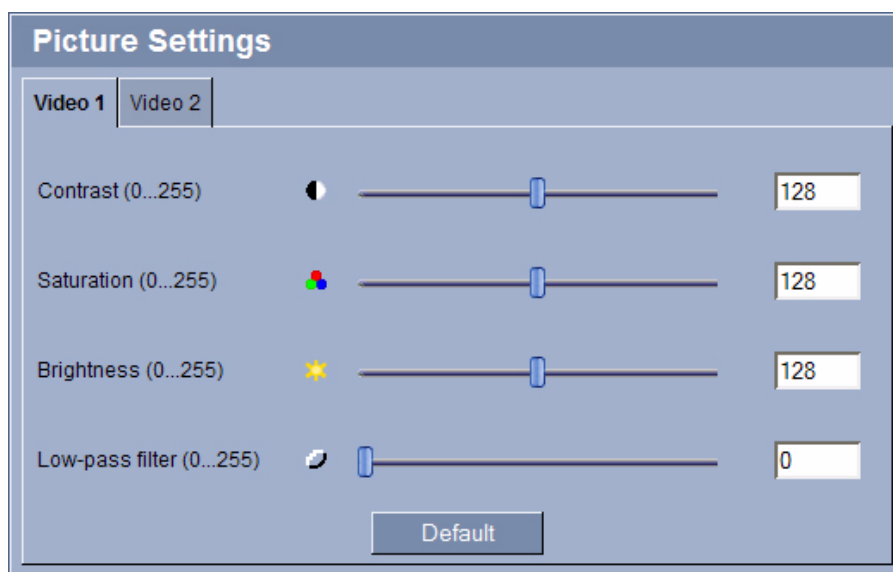 Picture Settings
Video 1 Video 2
Contrast (0...255) 128
Saturation (0...255) 128
Brightness (0...255) 128
Low-pass filter (0...255) 0
Default